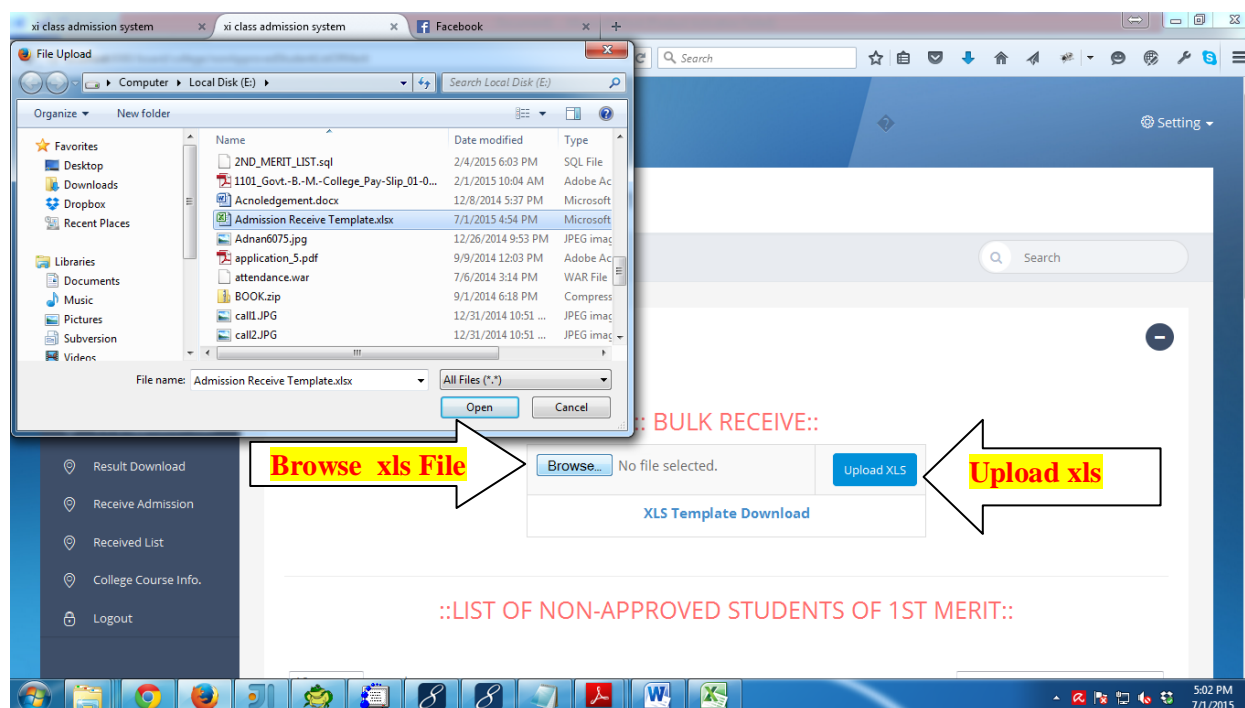 xi class admission system
xi class admission system
Facebook
File Upload
Computer Local Disk (E:)
Search Local Disk (E:)
Search
Organize New folder
Setting
Name Date modified Type
Favorites
Desktop
Downloads
Dropbox
Recent Places
Libraries
Documents
Music
Pictures
Subversion
Videos
2ND_MERIT_LIST.sql 2/4/2015 6:03 PM SQL File
1101_Govt.-B.-M.-College_Pay-Slip_01-0... 2/1/2015 10:04 AM Adobe Ac
Acnoledgement.docx 12/8/2014 5:37 PM Microsoft
Admission Receive Template.xlsx 7/1/2015 4:54 PM Microsoft
Adnan6075.jpg 12/26/2014 9:53 PM JPEG imag
application_5.pdf 9/9/2014 12:03 PM Adobe Ac
attendance.war 7/6/2014 3:14 PM WAR File
BOOK.zip 9/1/2014 6:18 PM Compress
call1.JPG 12/31/2014 10:51 ... JPEG imag
call2.JPG 12/31/2014 10:51 ... JPEG imag
Search
File name: Admission Receive Template.xlsx All Files (*.*)
Open Cancel
:: BULK RECEIVE::
Browse xls File
Browse... No file selected.
Upload XLS
Upload xls
XLS Template Download
Result Download
Receive Admission
Received List
College Course Info.
Logout
::LIST OF NON-APPROVED STUDENTS OF 1ST MERIT::
5:02 PM
7/1/2015